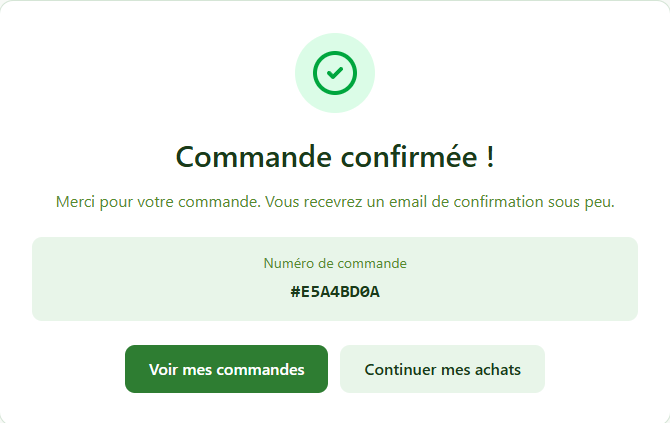 Commande confirmée !
Merci pour votre commande. Vous recevrez un email de confirmation sous peu.
Numéro de commande
#E5A4BD0A
Voir mes commandes
Continuer mes achats